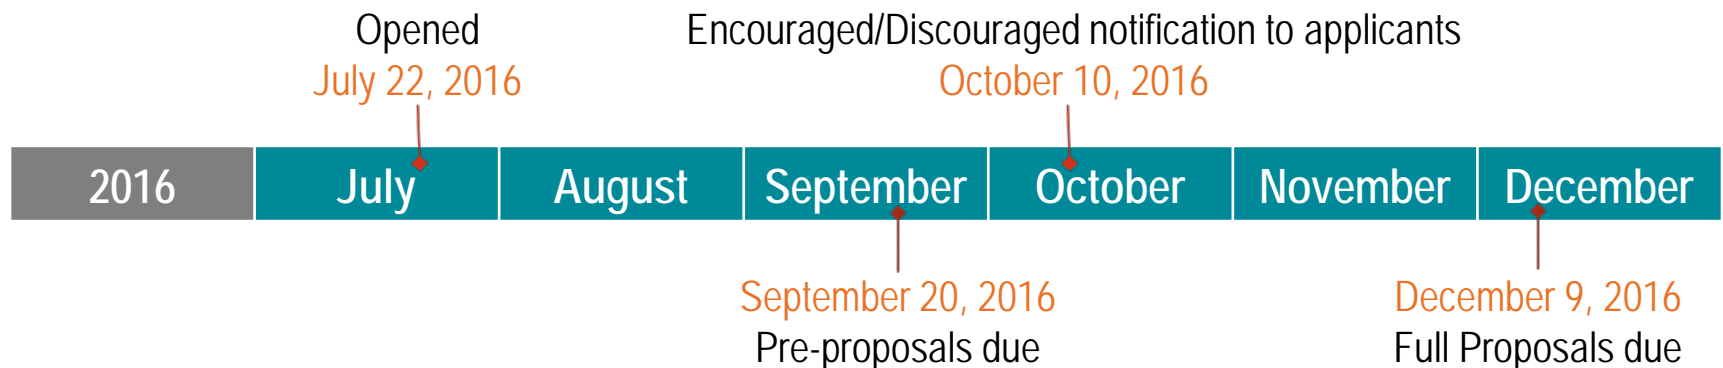 Opened
July 22, 2016
Encouraged/Discouraged notification to applicants
October 10, 2016
2016
July
August
September
October
November
December
September 20, 2016
Pre-proposals due
December 9, 2016
Full Proposals due